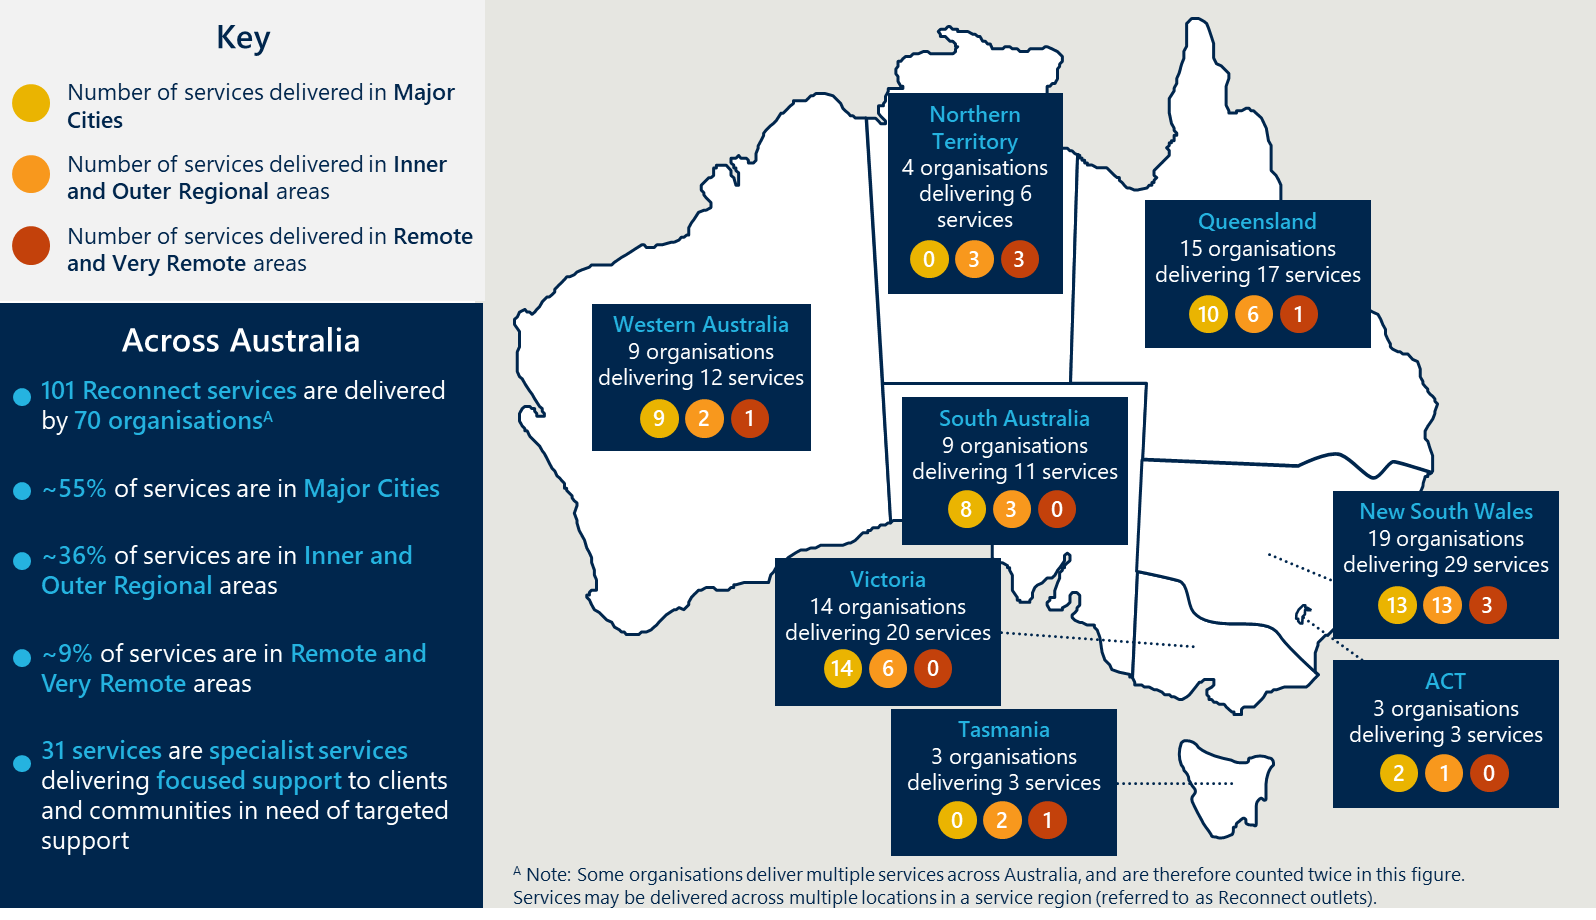 Key
Number of services delivered in Major
Cities
Number of services delivered in Inner
and Outer Regional areas
Number of services delivered in Remote
and Very Remote areas
Across Australia
101 Reconnect services are delivered
by 70 organisationsᴬ
~55% of services are in Major Cities
~36% of services are in Inner and
Outer Regional areas
~9% of services are in Remote and
Very Remote areas
31 services are specialist services
delivering focused support to clients
and communities in need of targeted
support
Northern
Territory
4 organisations
delivering 6
services
0 3 3
Queensland
15 organisations
delivering 17 services
10 6 1
Western Australia
9 organisations
delivering 12 services
9 2 1
South Australia
9 organisations
delivering 11 services
8 3 0
New South Wales
19 organisations
delivering 29 services
13 13 3
Victoria
14 organisations
delivering 20 services
14 6 0
ACT
3 organisations
delivering 3 services
2 1 0
Tasmania
3 organisations
delivering 3 services
0 2 1
ᴬ Note: Some organisations deliver multiple services across Australia, and are therefore counted twice in this figure.
Services may be delivered across multiple locations in a service region (referred to as Reconnect outlets).